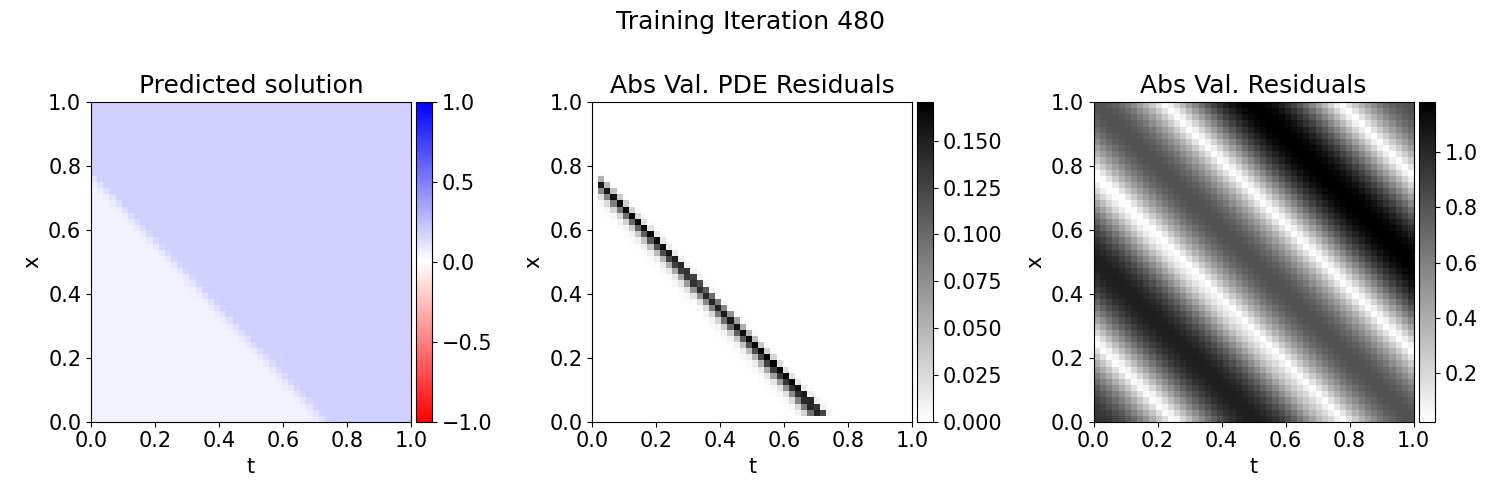 Training Iteration 480
Predicted solution
1.0
0.8
0.6
0.4
0.2
0.0
x
0.0 0.2 0.4 0.6 0.8 1.0
t
1.0
0.5
0.0
−0.5
−1.0
Abs Val. PDE Residuals
1.0
0.8
0.6
0.4
0.2
0.0
x
0.0 0.2 0.4 0.6 0.8 1.0
t
0.150
0.125
0.100
0.075
0.050
0.025
0.000
Abs Val. Residuals
1.0
0.8
0.6
0.4
0.2
0.0
x
0.0 0.2 0.4 0.6 0.8 1.0
t
1.0
0.8
0.6
0.4
0.2